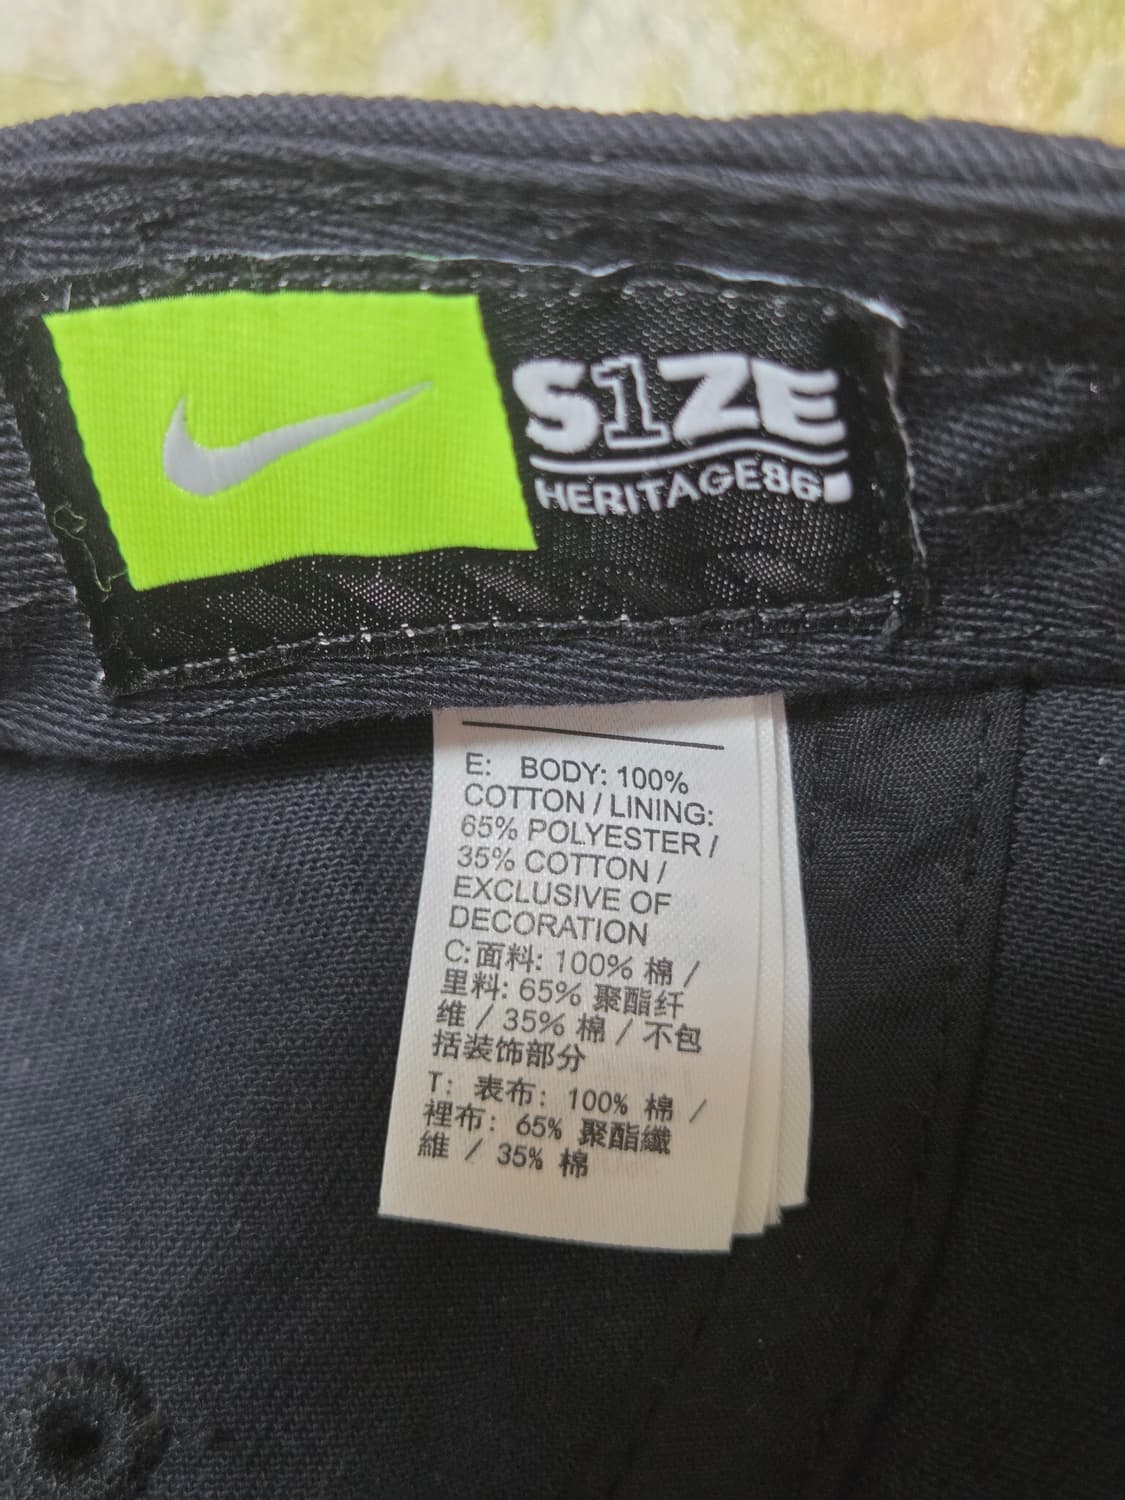 S1ZE
HERITAGE86
E: BODY: 100%
COTTON / LINING:
65% POLYESTER /
35% COTTON /
EXCLUSIVE OF
DECORATION
C: 面料: 100% 棉 /
里料: 65% 聚酯纤
维 / 35% 棉 / 不包
括装饰部分
T: 表布: 100% 棉 /
裡布: 65% 聚酯纖
維 / 35% 棉